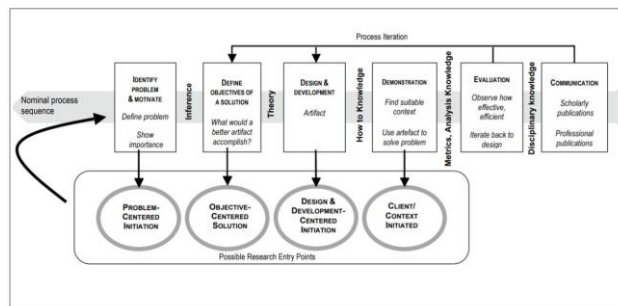 Process Iteration
Nominal process
sequence
IDENTIFY
PROBLEM
& MOTIVATE
Define problem
Show
importance
Inference
DEFINE
OBJECTIVES OF
A SOLUTION
What would a
better artifact
accomplish?
Theory
DESIGN &
DEVELOPMENT
Artifact
How to Knowledge
DEMONSTRATION
Find suitable
context
Use artefact to
solve problem
Metrics, Analysis Knowledge
EVALUATION
Observe how
effective,
efficient
Iterate back to
design
Disciplinary knowledge
COMMUNICATION
Scholarly
publications
Professional
publications
PROBLEM-
CENTERED
INITIATION
OBJECTIVE-
CENTERED
SOLUTION
DESIGN &
DEVELOPMENT-
CENTERED
INITIATION
CLIENT/
CONTEXT
INITIATED
Possible Research Entry Points